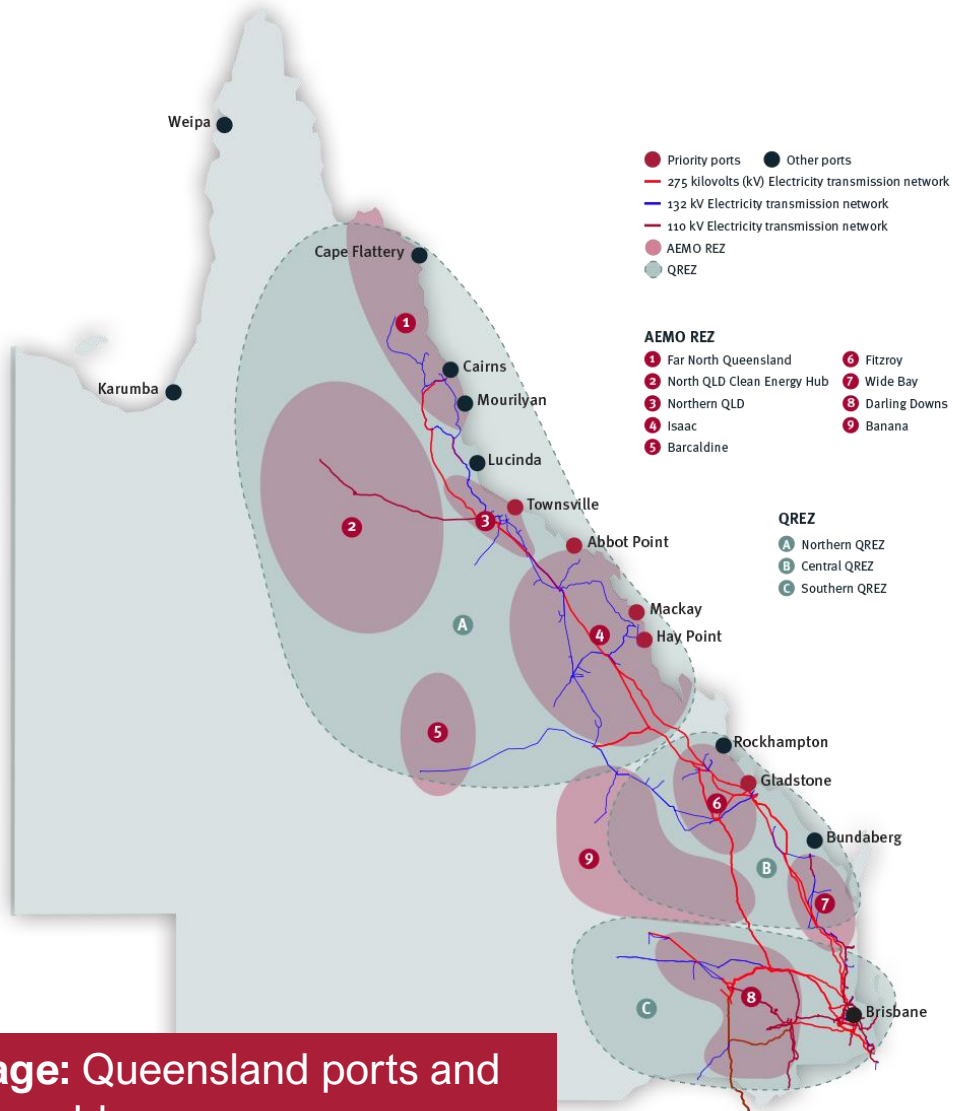 Weipa
Priority ports
Other ports
275 kilovolts (kV) Electricity transmission network
132 kV Electricity transmission network
110 kV Electricity transmission network
AEMO REZ
QREZ
Cape Flattery
1
AEMO REZ
1 Far North Queensland
2 North QLD Clean Energy Hub
3 Northern QLD
4 Isaac
5 Barcaldine
6 Fitzroy
7 Wide Bay
8 Darling Downs
9 Banana
Karumba
Cairns
Mourilyan
Lucinda
Townsville
2
3
QREZ
A Northern QREZ
B Central QREZ
C Southern QREZ
Abbot Point
A
Mackay
4
Hay Point
5
Rockhampton
Gladstone
6
Bundaberg
9
B
7
8
C
Brisbane
Queensland ports and